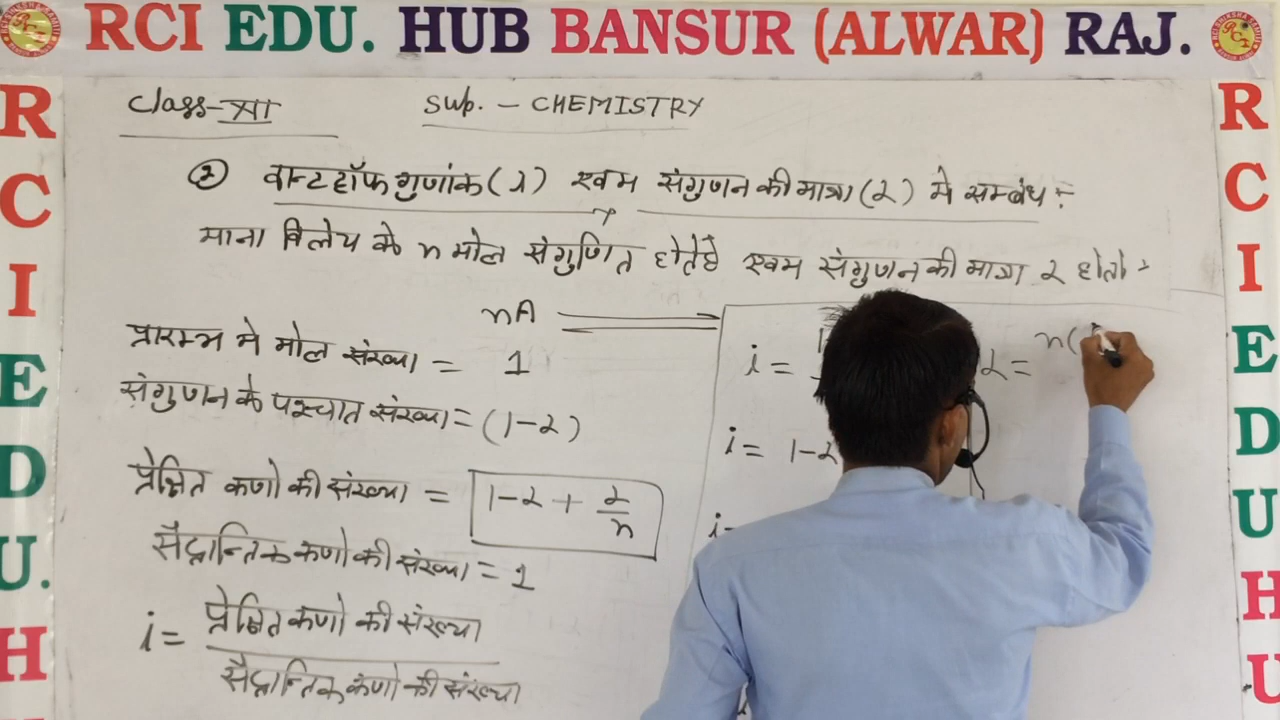 RCI EDU. HUB BANSUR (ALWAR) RAJ.
R
C
I
E
D
U.
H
R
C
I
E
D
U
H
U
Class-XII Sub. - CHEMISTRY
② वान्टहॉफ गुणांक (i) एवम संगुणन की मात्रा (α) मे सम्बंध :-
माना विलेय के n मोल संगुणित होते है एवम संगुणन की मात्रा α हो तो -
nA
प्रारम्भ मे मोल संख्या = 1
संगुणन के पश्चात संख्या = (1-α)
प्रेक्षित कणो की संख्या = 1-α + α/n
सैद्धान्तिक कणो की संख्या = 1
i = प्रेक्षित कणो की संख्या
सैद्धान्तिक कणो की संख्या
i =
i = 1-α
α = n(